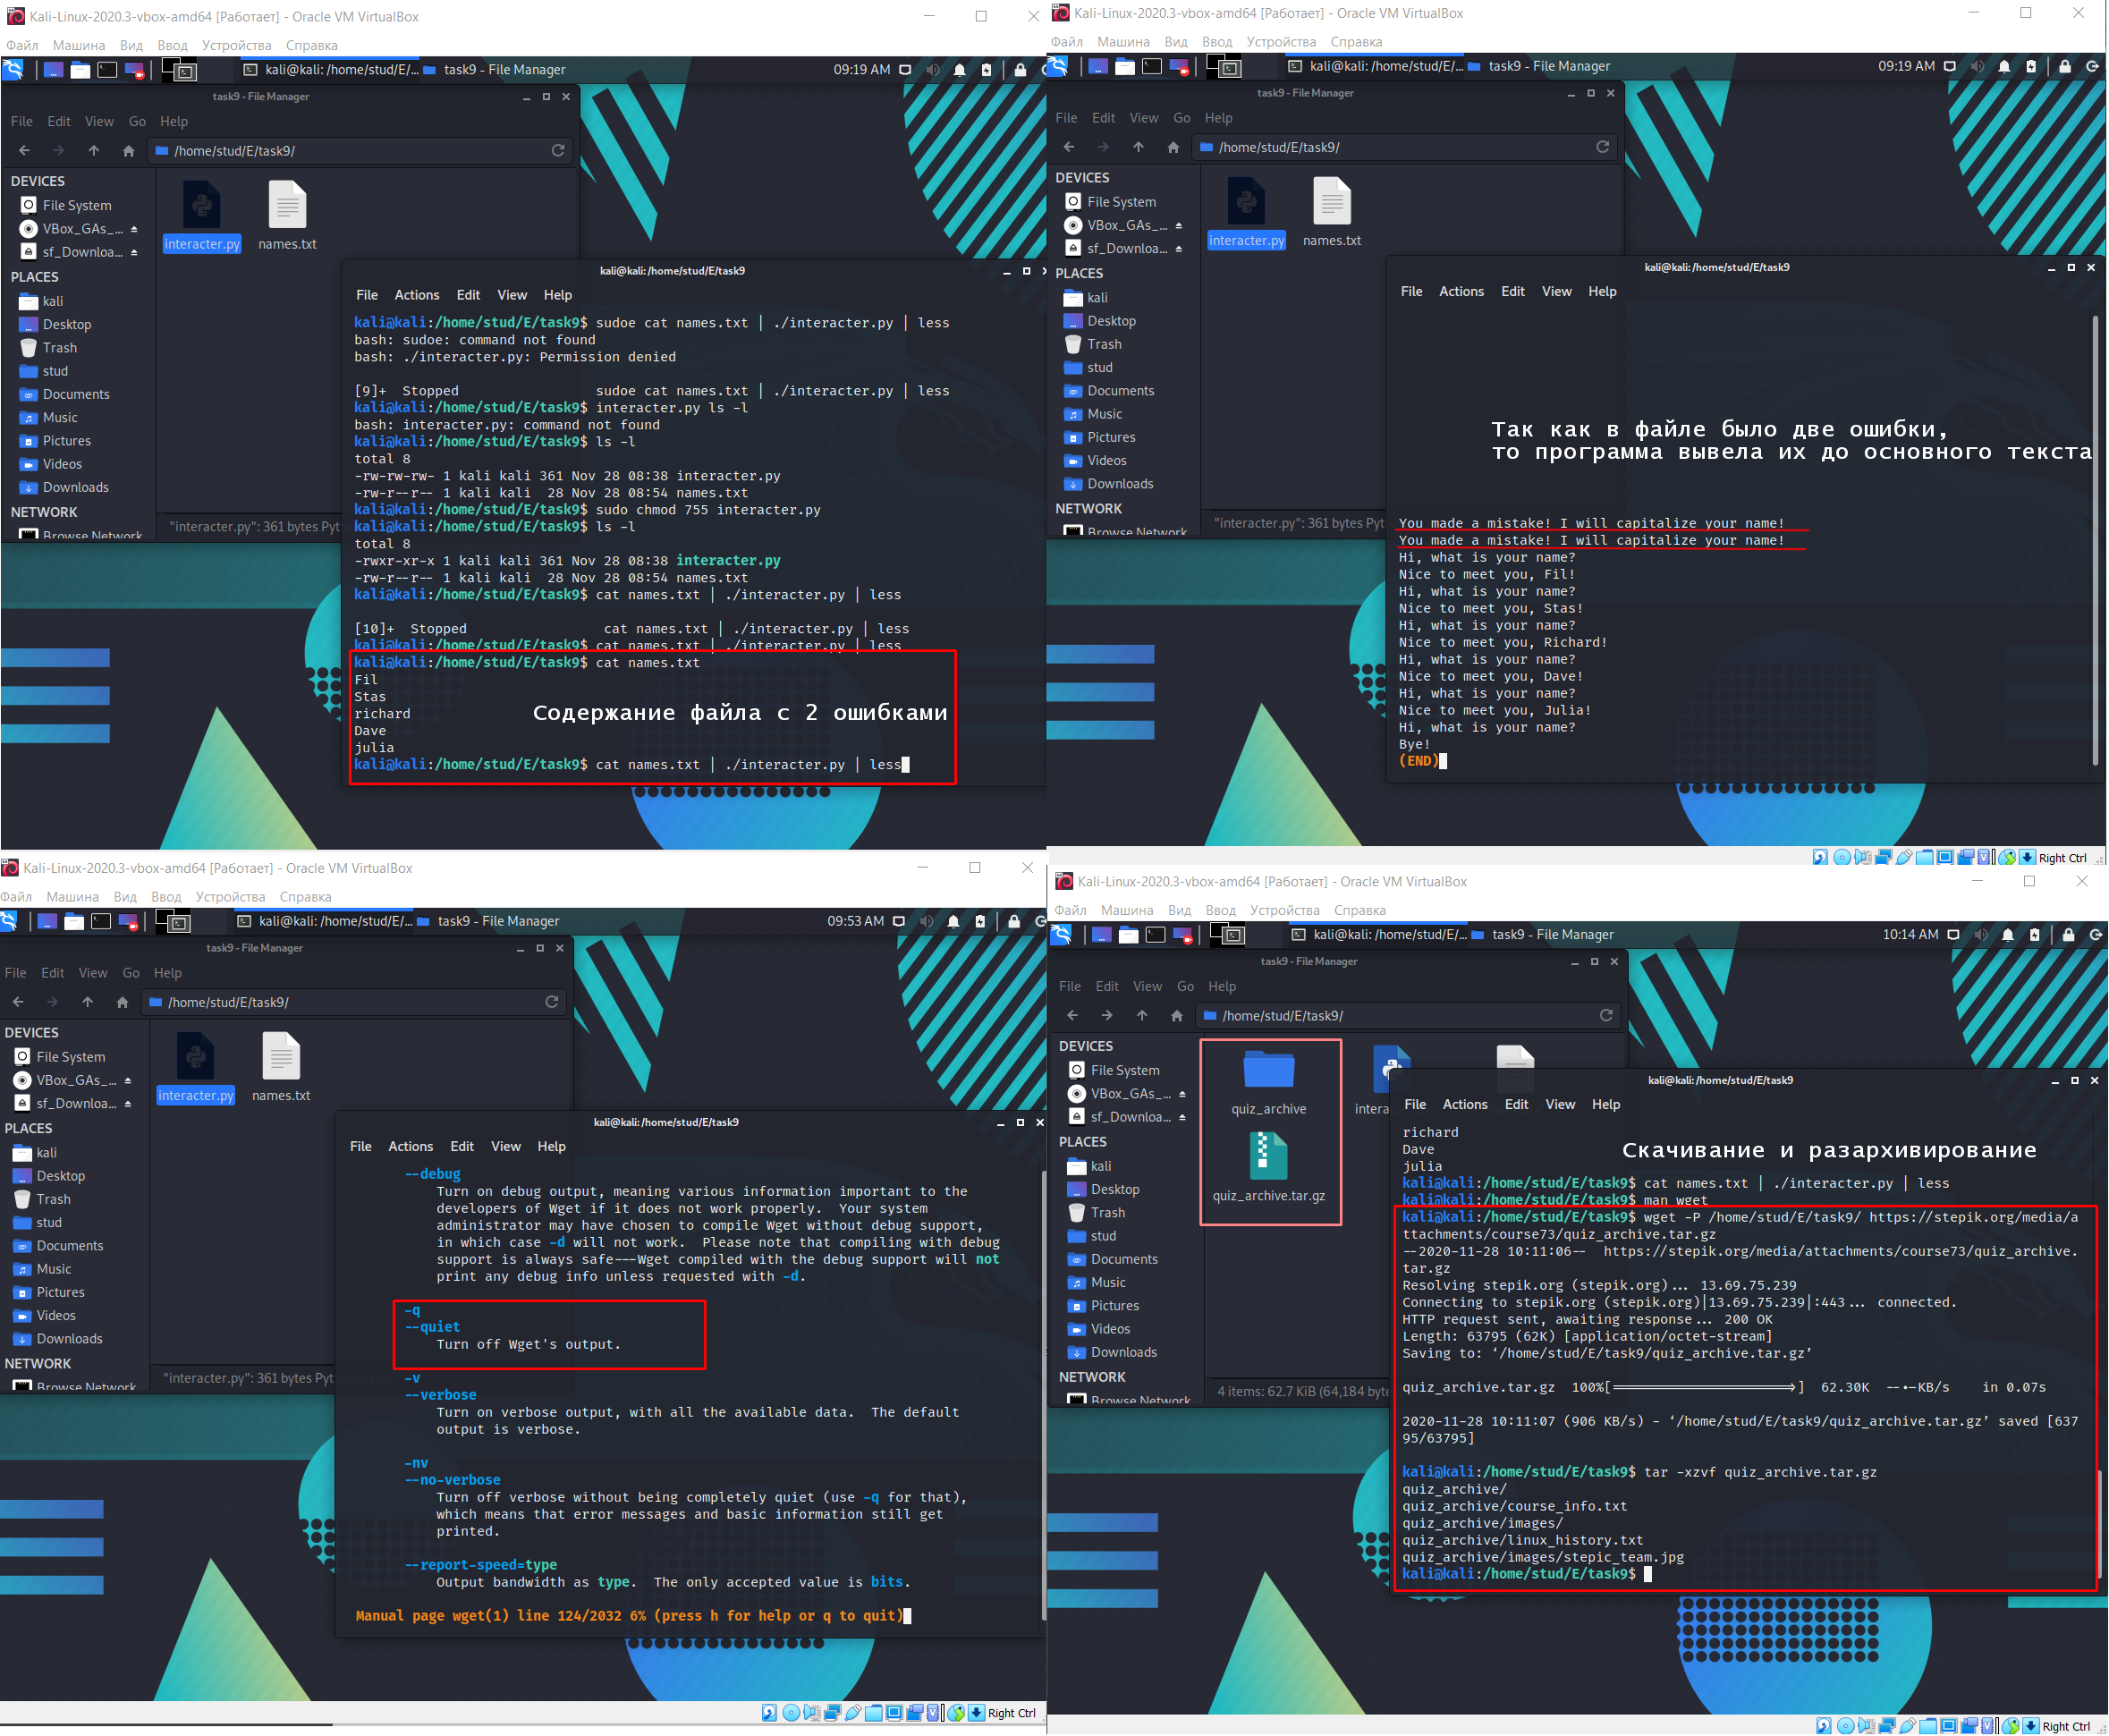 Kali-Linux-2020.3-vbox-amd64 [Работает] - Oracle VM VirtualBox
Файл Машина Вид Ввод Устройства Справка
kali@kali: /home/stud/E/... task9 - File Manager 09:19 AM
task9 - File Manager
File Edit View Go Help
/home/stud/E/task9/
DEVICES
File System
VBox_GAs_...
sf_Downloa...
PLACES
kali
Desktop
Trash
stud
Documents
Music
Pictures
Videos
Downloads
NETWORK
Browse Network
interacter.py names.txt
"interacter.py": 361 bytes Pyt
kali@kali: /home/stud/E/task9
File Actions Edit View Help
kali@kali:/home/stud/E/task9$ sudoe cat names.txt | ./interacter.py | less
bash: sudoe: command not found
bash: ./interacter.py: Permission denied
[9]+  Stopped                 sudoe cat names.txt | ./interacter.py | less
kali@kali:/home/stud/E/task9$ interacter.py ls -l
bash: interacter.py: command not found
kali@kali:/home/stud/E/task9$ ls -l
total 8
-rw-rw-rw- 1 kali kali 361 Nov 28 08:38 interacter.py
-rw-r--r-- 1 kali kali  28 Nov 28 08:54 names.txt
kali@kali:/home/stud/E/task9$ sudo chmod 755 interacter.py
kali@kali:/home/stud/E/task9$ ls -l
total 8
-rwxr-xr-x 1 kali kali 361 Nov 28 08:38 interacter.py
-rw-r--r-- 1 kali kali  28 Nov 28 08:54 names.txt
kali@kali:/home/stud/E/task9$ cat names.txt | ./interacter.py | less
[10]+  Stopped                 cat names.txt | ./interacter.py | less
kali@kali:/home/stud/E/task9$ cat names.txt | ./interacter.py | less
kali@kali:/home/stud/E/task9$ cat names.txt
Fil
Stas
richard
Dave
julia
Содержание файла с 2 ошибками
kali@kali:/home/stud/E/task9$ cat names.txt | ./interacter.py | less
Kali-Linux-2020.3-vbox-amd64 [Работает] - Oracle VM VirtualBox
Файл Машина Вид Ввод Устройства Справка
kali@kali: /home/stud/E/... task9 - File Manager 09:19 AM
task9 - File Manager
File Edit View Go Help
/home/stud/E/task9/
DEVICES
File System
VBox_GAs_...
sf_Downloa...
PLACES
kali
Desktop
Trash
stud
Documents
Music
Pictures
Videos
Downloads
NETWORK
Browse Network
interacter.py names.txt
"interacter.py": 361 bytes Pyt
kali@kali: /home/stud/E/task9
File Actions Edit View Help
Так как в файле было две ошибки,
то программа вывела их до основного текста
You made a mistake! I will capitalize your name!
You made a mistake! I will capitalize your name!
Hi, what is your name?
Nice to meet you, Fil!
Hi, what is your name?
Nice to meet you, Stas!
Hi, what is your name?
Nice to meet you, Richard!
Hi, what is your name?
Nice to meet you, Dave!
Hi, what is your name?
Nice to meet you, Julia!
Hi, what is your name?
Bye!
(END)
Right Ctrl
Kali-Linux-2020.3-vbox-amd64 [Работает] - Oracle VM VirtualBox
Файл Машина Вид Ввод Устройства Справка
kali@kali: /home/stud/E/... task9 - File Manager 09:53 AM
task9 - File Manager
File Edit View Go Help
/home/stud/E/task9/
DEVICES
File System
VBox_GAs_...
sf_Downloa...
PLACES
kali
Desktop
Trash
stud
Documents
Music
Pictures
Videos
Downloads
NETWORK
Browse Network
interacter.py names.txt
"interacter.py": 361 bytes Pyt
kali@kali: /home/stud/E/task9
File Actions Edit View Help
--debug
Turn on debug output, meaning various information important to the
developers of Wget if it does not work properly.  Your system
administrator may have chosen to compile Wget without debug support,
in which case -d will not work.  Please note that compiling with debug
support is always safe---Wget compiled with the debug support will not
print any debug info unless requested with -d.
-q
--quiet
Turn off Wget's output.
-v
--verbose
Turn on verbose output, with all the available data.  The default
output is verbose.
-nv
--no-verbose
Turn off verbose without being completely quiet (use -q for that),
which means that error messages and basic information still get
printed.
--report-speed=type
Output bandwidth as type.  The only accepted value is bits.
Manual page wget(1) line 124/2032 6% (press h for help or q to quit)
Right Ctrl
Kali-Linux-2020.3-vbox-amd64 [Работает] - Oracle VM VirtualBox
Файл Машина Вид Ввод Устройства Справка
kali@kali: /home/stud/E/... task9 - File Manager 10:14 AM
task9 - File Manager
File Edit View Go Help
/home/stud/E/task9/
DEVICES
File System
VBox_GAs_...
sf_Downloa...
PLACES
kali
Desktop
Trash
stud
Documents
Music
Pictures
Videos
Downloads
NETWORK
Browse Network
quiz_archive
intera
quiz_archive.tar.gz
4 items: 62.7 KiB (64,184 byte
kali@kali: /home/stud/E/task9
File Actions Edit View Help
richard
Dave
julia
Скачивание и разархивирование
kali@kali:/home/stud/E/task9$ cat names.txt | ./interacter.py | less
kali@kali:/home/stud/E/task9$ man wget
kali@kali:/home/stud/E/task9$ wget -P /home/stud/E/task9/ https://stepik.org/media/a
ttachments/course73/quiz_archive.tar.gz
--2020-11-28 10:11:06--  https://stepik.org/media/attachments/course73/quiz_archive.
tar.gz
Resolving stepik.org (stepik.org)... 13.69.75.239
Connecting to stepik.org (stepik.org)|13.69.75.239|:443... connected.
HTTP request sent, awaiting response... 200 OK
Length: 63795 (62K) [application/octet-stream]
Saving to: ‘/home/stud/E/task9/quiz_archive.tar.gz’
quiz_archive.tar.gz  100%[=====================>]  62.30K  --.-KB/s    in 0.07s
2020-11-28 10:11:07 (906 KB/s) - ‘/home/stud/E/task9/quiz_archive.tar.gz’ saved [637
95/63795]
kali@kali:/home/stud/E/task9$ tar -xzvf quiz_archive.tar.gz
quiz_archive/
quiz_archive/course_info.txt
quiz_archive/images/
quiz_archive/linux_history.txt
quiz_archive/images/stepic_team.jpg
kali@kali:/home/stud/E/task9$
Right Ctrl